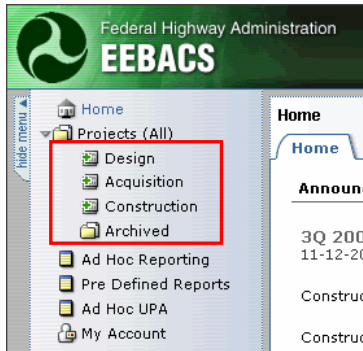 Federal Highway Administration
EEBACS
hide menu
Home
Projects (All)
Design
Acquisition
Construction
Archived
Ad Hoc Reporting
Pre Defined Reports
Ad Hoc UPA
My Account
Home
Home
Announ
3Q 200
11-12-20
Construc
Construc